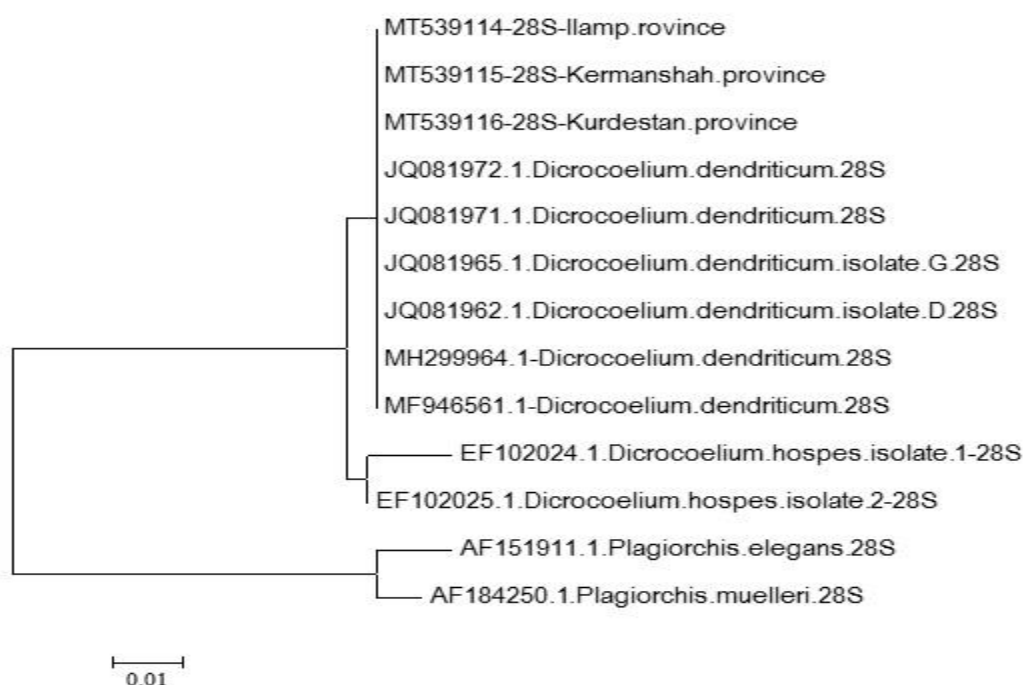 MT539114-28S-Ilamp.rovince
MT539115-28S-Kermanshah.province
MT539116-28S-Kurdestan.province
JQ081972.1.Dicrocoelium.dendriticum.28S
JQ081971.1.Dicrocoelium.dendriticum.28S
JQ081965.1.Dicrocoelium.dendriticum.isolate.G.28S
JQ081962.1.Dicrocoelium.dendriticum.isolate.D.28S
MH299964.1-Dicrocoelium.dendriticum.28S
MF946561.1-Dicrocoelium.dendriticum.28S
EF102024.1.Dicrocoelium.hospes.isolate.1-28S
EF102025.1.Dicrocoelium.hospes.isolate.2-28S
AF151911.1.Plagiorchis.elegans.28S
AF184250.1.Plagiorchis.muelleri.28S
0.01